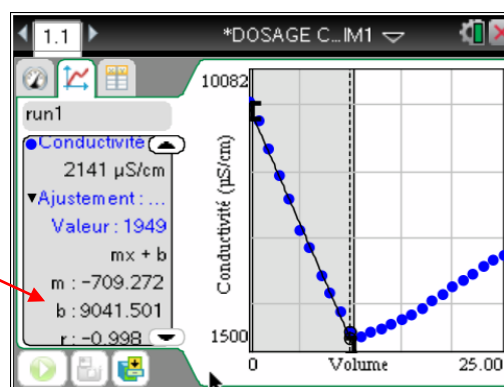 1.1
*DOSAGE C...IM1
run1
Conductivité
2141 µS/cm
Ajustement : ...
Valeur : 1949
mx + b
m : -709.272
b : 9041.501
r : -0.998
10082
Conductivité (µS/cm)
1500
0
Volume
25.00